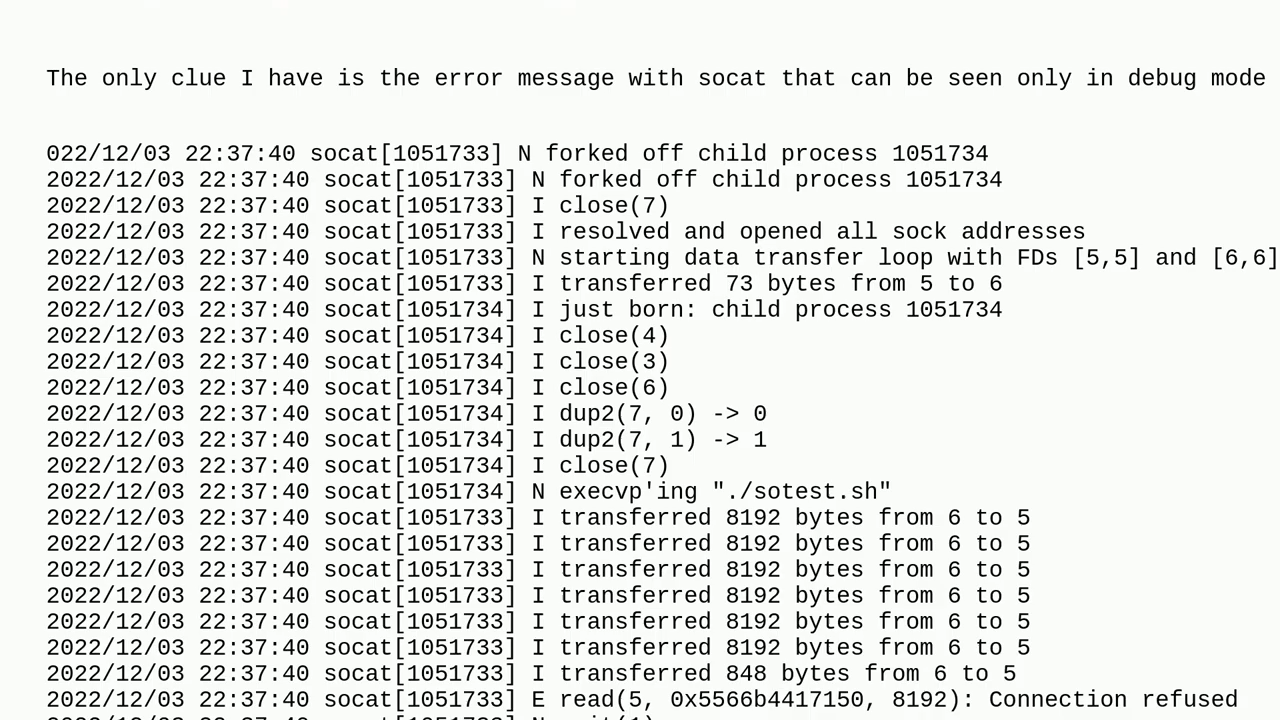 The only clue I have is the error message with socat that can be seen only in debug mode
022/12/03 22:37:40 socat[1051733] N forked off child process 1051734
2022/12/03 22:37:40 socat[1051733] N forked off child process 1051734
2022/12/03 22:37:40 socat[1051733] I close(7)
2022/12/03 22:37:40 socat[1051733] I resolved and opened all sock addresses
2022/12/03 22:37:40 socat[1051733] N starting data transfer loop with FDs [5,5] and [6,6]
2022/12/03 22:37:40 socat[1051733] I transferred 73 bytes from 5 to 6
2022/12/03 22:37:40 socat[1051734] I just born: child process 1051734
2022/12/03 22:37:40 socat[1051734] I close(4)
2022/12/03 22:37:40 socat[1051734] I close(3)
2022/12/03 22:37:40 socat[1051734] I close(6)
2022/12/03 22:37:40 socat[1051734] I dup2(7, 0) -> 0
2022/12/03 22:37:40 socat[1051734] I dup2(7, 1) -> 1
2022/12/03 22:37:40 socat[1051734] I close(7)
2022/12/03 22:37:40 socat[1051734] N execvp'ing "./sotest.sh"
2022/12/03 22:37:40 socat[1051733] I transferred 8192 bytes from 6 to 5
2022/12/03 22:37:40 socat[1051733] I transferred 8192 bytes from 6 to 5
2022/12/03 22:37:40 socat[1051733] I transferred 8192 bytes from 6 to 5
2022/12/03 22:37:40 socat[1051733] I transferred 8192 bytes from 6 to 5
2022/12/03 22:37:40 socat[1051733] I transferred 8192 bytes from 6 to 5
2022/12/03 22:37:40 socat[1051733] I transferred 8192 bytes from 6 to 5
2022/12/03 22:37:40 socat[1051733] I transferred 848 bytes from 6 to 5
2022/12/03 22:37:40 socat[1051733] E read(5, 0x5566b4417150, 8192): Connection refused